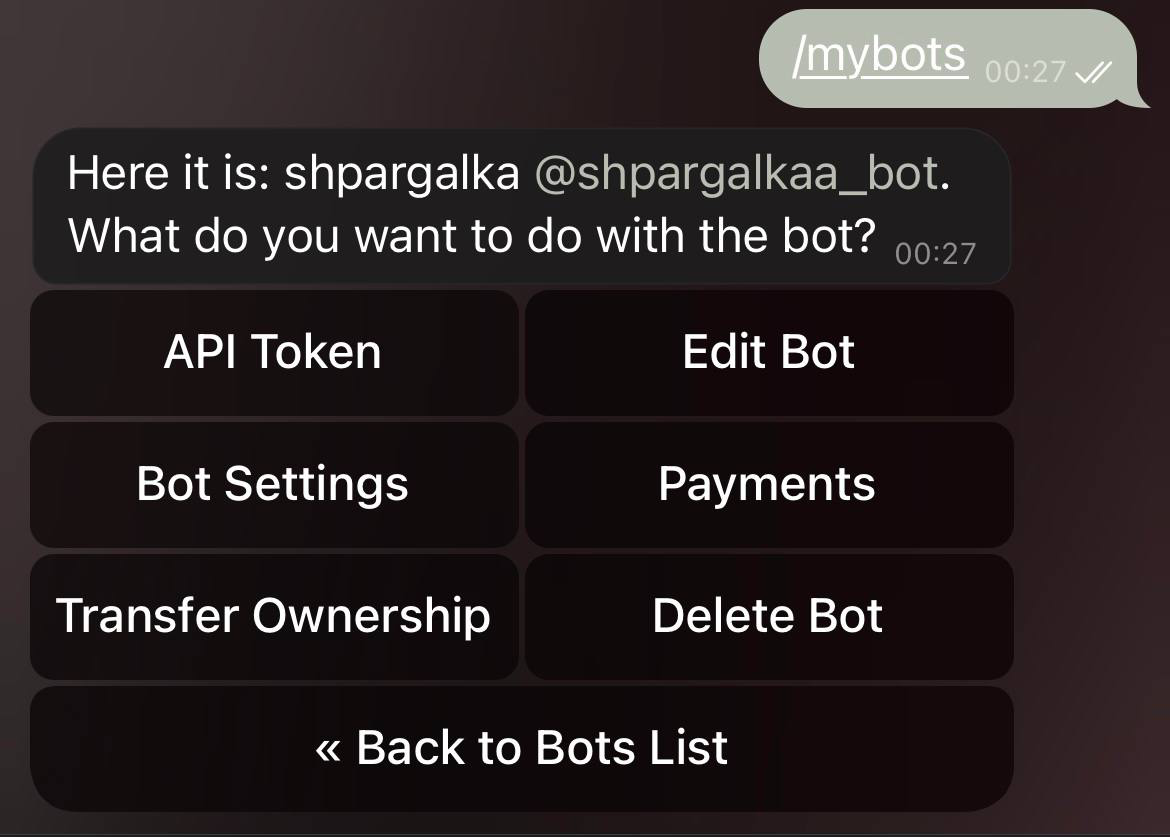 /mybots 00:27
Here it is: shpargalka @shpargalkaa_bot.
What do you want to do with the bot? 00:27
API Token
Edit Bot
Bot Settings
Payments
Transfer Ownership
Delete Bot
« Back to Bots List